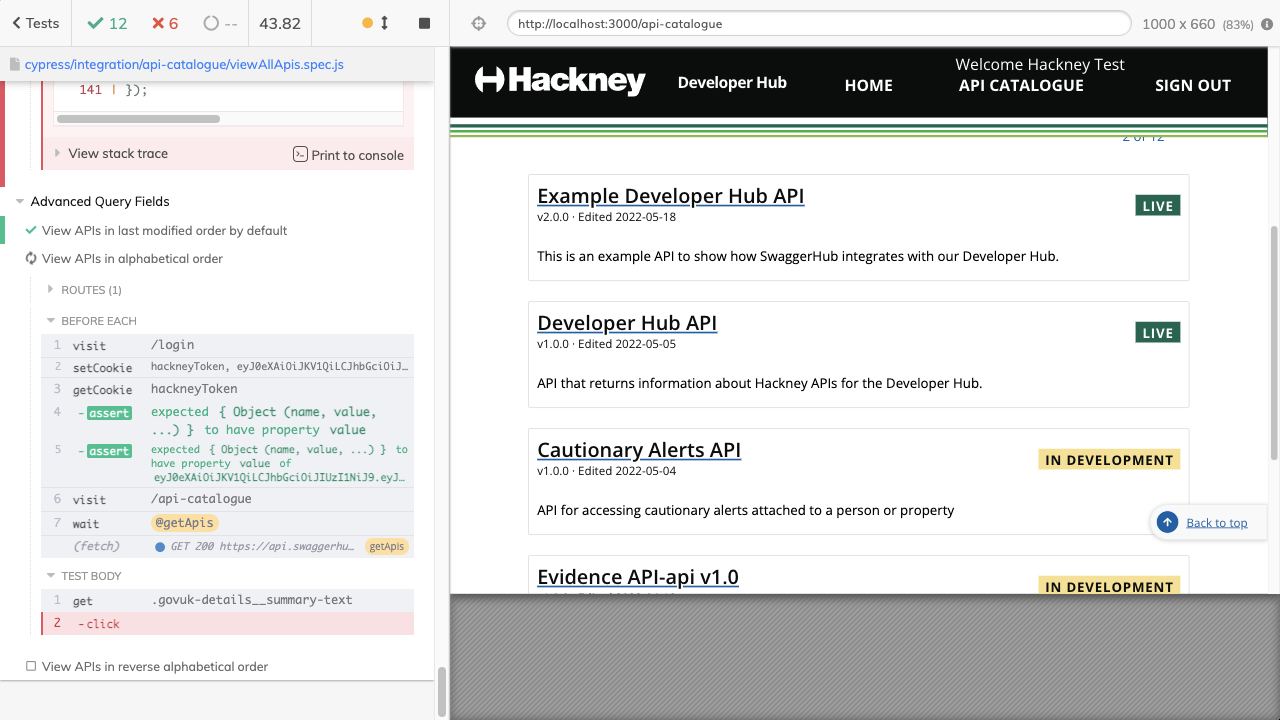 Tests
12
6
--
43.82
http://localhost:3000/api-catalogue
1000 x 660 (83%)
cypress/integration/api-catalogue/viewAllApis.spec.js
141 | });
View stack trace
Print to console
Advanced Query Fields
View APIs in last modified order by default
View APIs in alphabetical order
ROUTES (1)
BEFORE EACH
1 visit /login
2 setCookie hackneyToken, eyJ0eXAiOiJKV1QiLCJhbGciOiJ…
3 getCookie hackneyToken
4 - assert expected { Object (name, value,
...) } to have property value
5 - assert expected { Object (name, value, ...) } to
have property value of
eyJ0eXAiOiJKV1QiLCJhbGciOiJIUzI1NiJ9.eyJ…
6 visit /api-catalogue
7 wait @getApis
(fetch) GET 200 https://api.swaggerhu… getApis
TEST BODY
1 get .govuk-details__summary-text
2 - click
View APIs in reverse alphabetical order
Hackney
Developer Hub
HOME
Welcome Hackney Test
API CATALOGUE
SIGN OUT
2 of 12
Example Developer Hub API
LIVE
v2.0.0 · Edited 2022-05-18
This is an example API to show how SwaggerHub integrates with our Developer Hub.
Developer Hub API
LIVE
v1.0.0 · Edited 2022-05-05
API that returns information about Hackney APIs for the Developer Hub.
Cautionary Alerts API
IN DEVELOPMENT
v1.0.0 · Edited 2022-05-04
API for accessing cautionary alerts attached to a person or property
Back to top
Evidence API-api v1.0
IN DEVELOPMENT